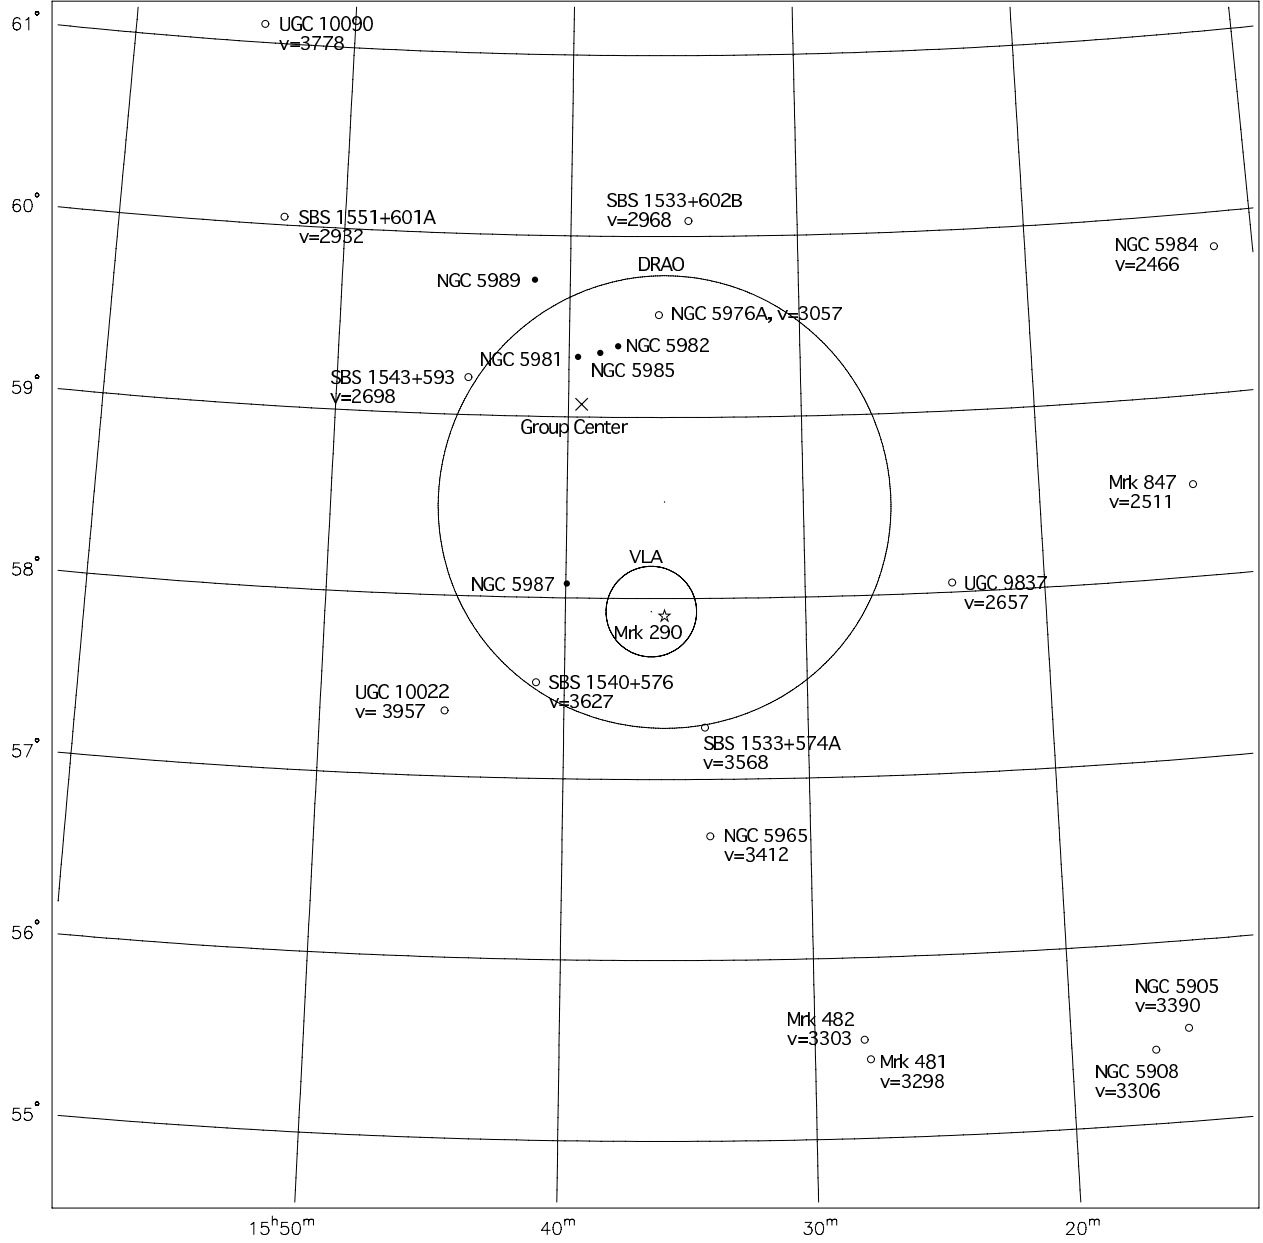 61°
UGC 10090
v=3778
60°
SBS 1551+601A
v=2932
SBS 1533+602B
v=2968
NGC 5984
v=2466
DRAO
NGC 5989
NGC 5976A, v=3057
NGC 5982
NGC 5981
NGC 5985
SBS 1543+593
v=2698
59°
Group Center
Mrk 847
v=2511
58°
VLA
NGC 5987
UGC 9837
v=2657
Mrk 290
SBS 1540+576
v=3627
UGC 10022
v= 3957
57°
SBS 1533+574A
v=3568
NGC 5965
v=3412
56°
NGC 5905
v=3390
Mrk 482
v=3303
Mrk 481
v=3298
NGC 5908
v=3306
55°
15h50m 40m 30m 20m